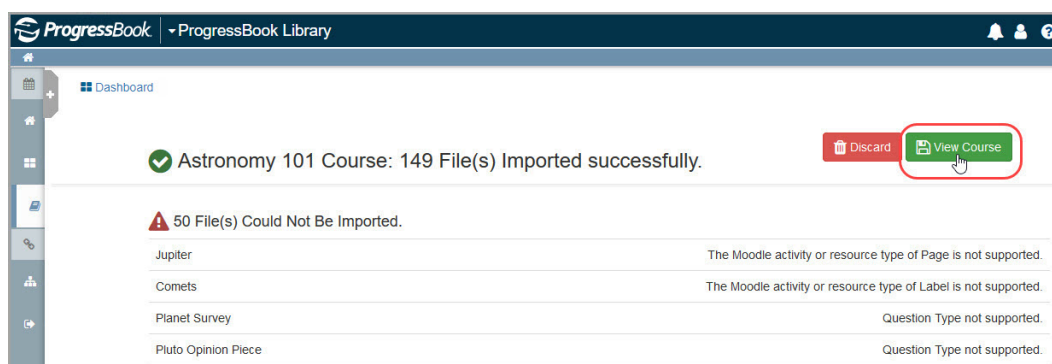 ProgressBook ProgressBook Library
Dashboard
Astronomy 101 Course: 149 File(s) Imported successfully.
Discard
View Course
50 File(s) Could Not Be Imported.
Jupiter The Moodle activity or resource type of Page is not supported.
Comets The Moodle activity or resource type of Label is not supported.
Planet Survey Question Type not supported.
Pluto Opinion Piece Question Type not supported.